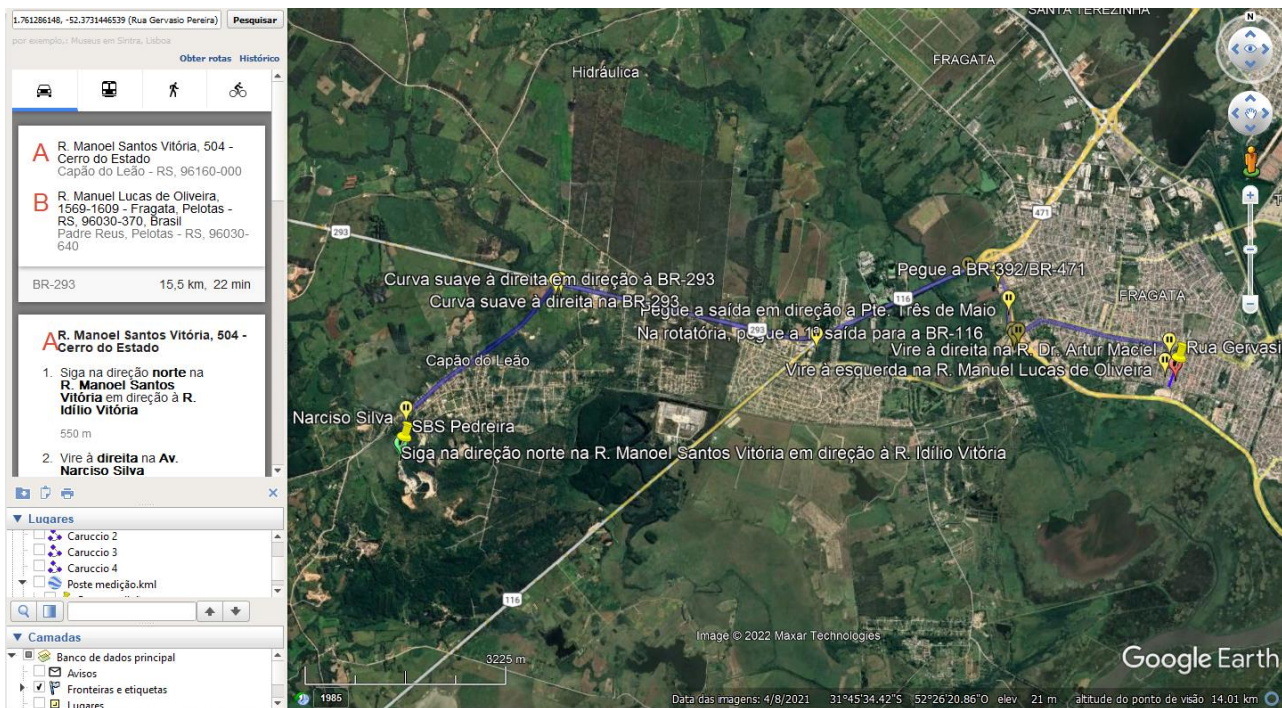 1.761286148, -52.3731446539 (Rua Gervasio Pereira)
Pesquisar
por exemplo,: Museus em Sintra, Lisboa
Obter rotas Histórico
A R. Manoel Santos Vitória, 504 -
Cerro do Estado
Capão do Leão - RS, 96160-000
B R. Manuel Lucas de Oliveira,
1569-1609 - Fragata, Pelotas -
RS, 96030-370, Brasil
Padre Reus, Pelotas - RS, 96030-
640
BR-293 15,5 km, 22 min
A R. Manoel Santos Vitória, 504 -
Cerro do Estado
1. Siga na direção norte na
R. Manoel Santos
Vitória em direção à R.
Idílio Vitória
550 m
2. Vire à direita na Av.
Narciso Silva
Lugares
Caruccio 2
Caruccio 3
Caruccio 4
Poste medição.kml
Camadas
Banco de dados principal
Avisos
Fronteiras e etiquetas
Lugares
SANTA TEREZINHA
FRAGATA
Hidráulica
N
471
293
Curva suave à direita em direção à BR-293
Pegue a BR-392/BR-471
Curva suave à direita na BR-293
116
FRAGATA
Pegue a saída em direção a Pte. Três de Maio
293
Na rotatória, pegue a 1ª saída para a BR-116
Vire à direita na R. Dr. Artur Maciel
Rua Gervasi
Capão do Leão
Vire à esquerda na R. Manuel Lucas de Oliveira
Narciso Silva
SBS Pedreira
Siga na direção norte na R. Manoel Santos Vitória em direção à R. Idílio Vitória
116
Image © 2022 Maxar Technologies
3225 m
Google Earth
1985
Data das imagens: 4/8/2021 31°45'34.42"S 52°26'20.86"O elev 21 m altitude do ponto de visão 14.01 km